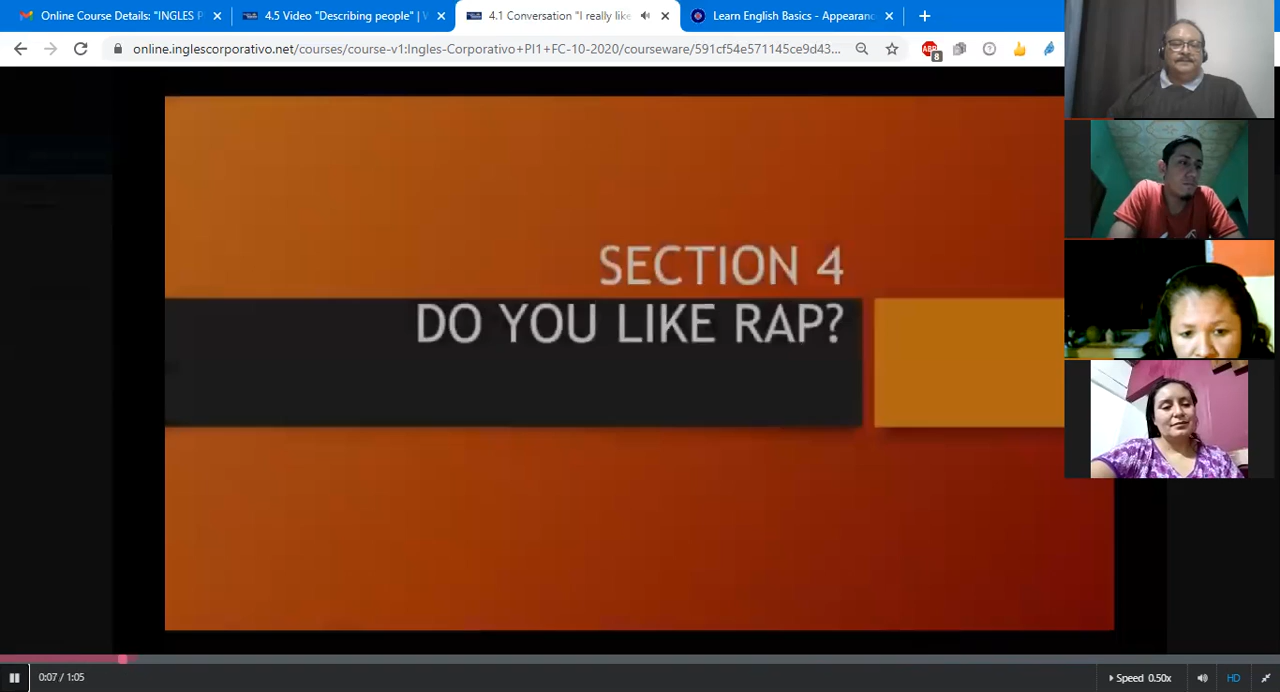 Online Course Details: "INGLES P
4.5 Video "Describing people" |
4.1 Conversation "I really like
Learn English Basics - Appearanc
online.inglescorporativo.net/courses/course-v1:Ingles-Corporativo+PI1+FC-10-2020/courseware/591cf54e571145ce9d43...
ABP
8
SECTION 4
DO YOU LIKE RAP?
0:07 / 1:05
Speed 0.50x
HD